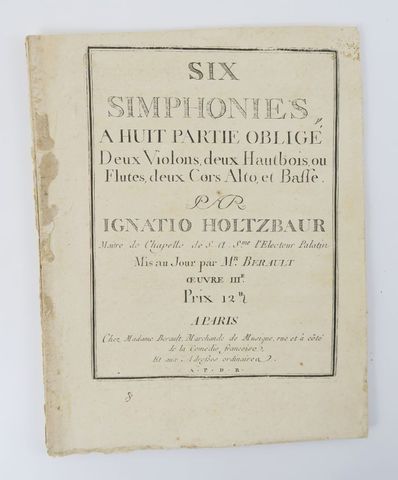 SIX
SIMPHONIES
A HUIT PARTIE OBLIGÉ
Deux Violons, deux Hautbois, ou
Flutes, deux Cors Alto, et Basse.
PAR
IGNATIO HOLTZBAUR
Maitre de Chapelle de S. A. S.me l'Electeur Palatin
Mis au Jour par Mr. BERAULT
ŒUVRE IIIe.
Prix 12 ₶
A PARIS
Chez Madame Berault, Marchande de Musique, rue et à côté
de la Comedie françoise.
Et aux Adresses ordinaires.
A. P. D. R.
8